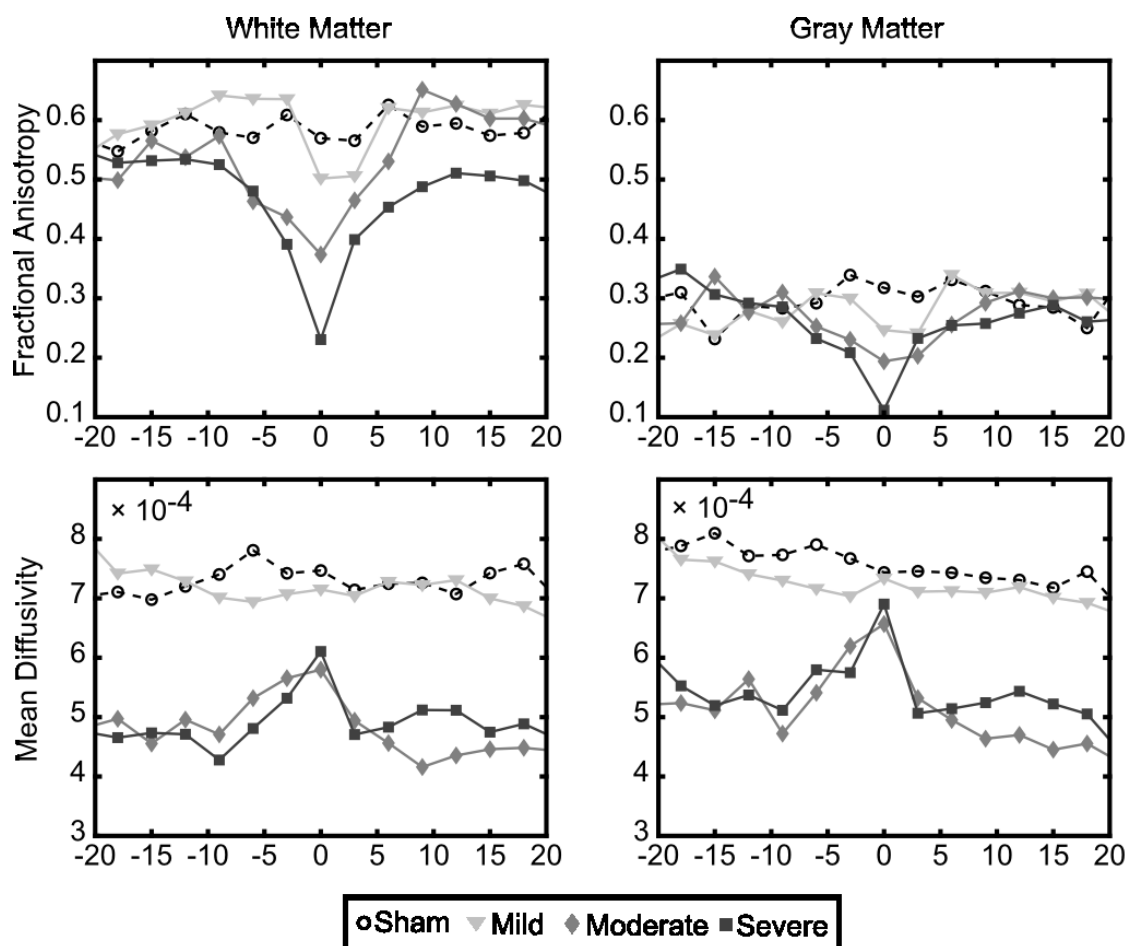 White Matter
Gray Matter
Fractional Anisotropy
0.6
0.5
0.4
0.3
0.2
0.1
-20 -15 -10 -5 0 5 10 15 20
0.6
0.5
0.4
0.3
0.2
0.1
-20 -15 -10 -5 0 5 10 15 20
Mean Diffusivity
× 10-4
8
7
6
5
4
3
-20 -15 -10 -5 0 5 10 15 20
× 10-4
8
7
6
5
4
3
-20 -15 -10 -5 0 5 10 15 20
Sham Mild Moderate Severe